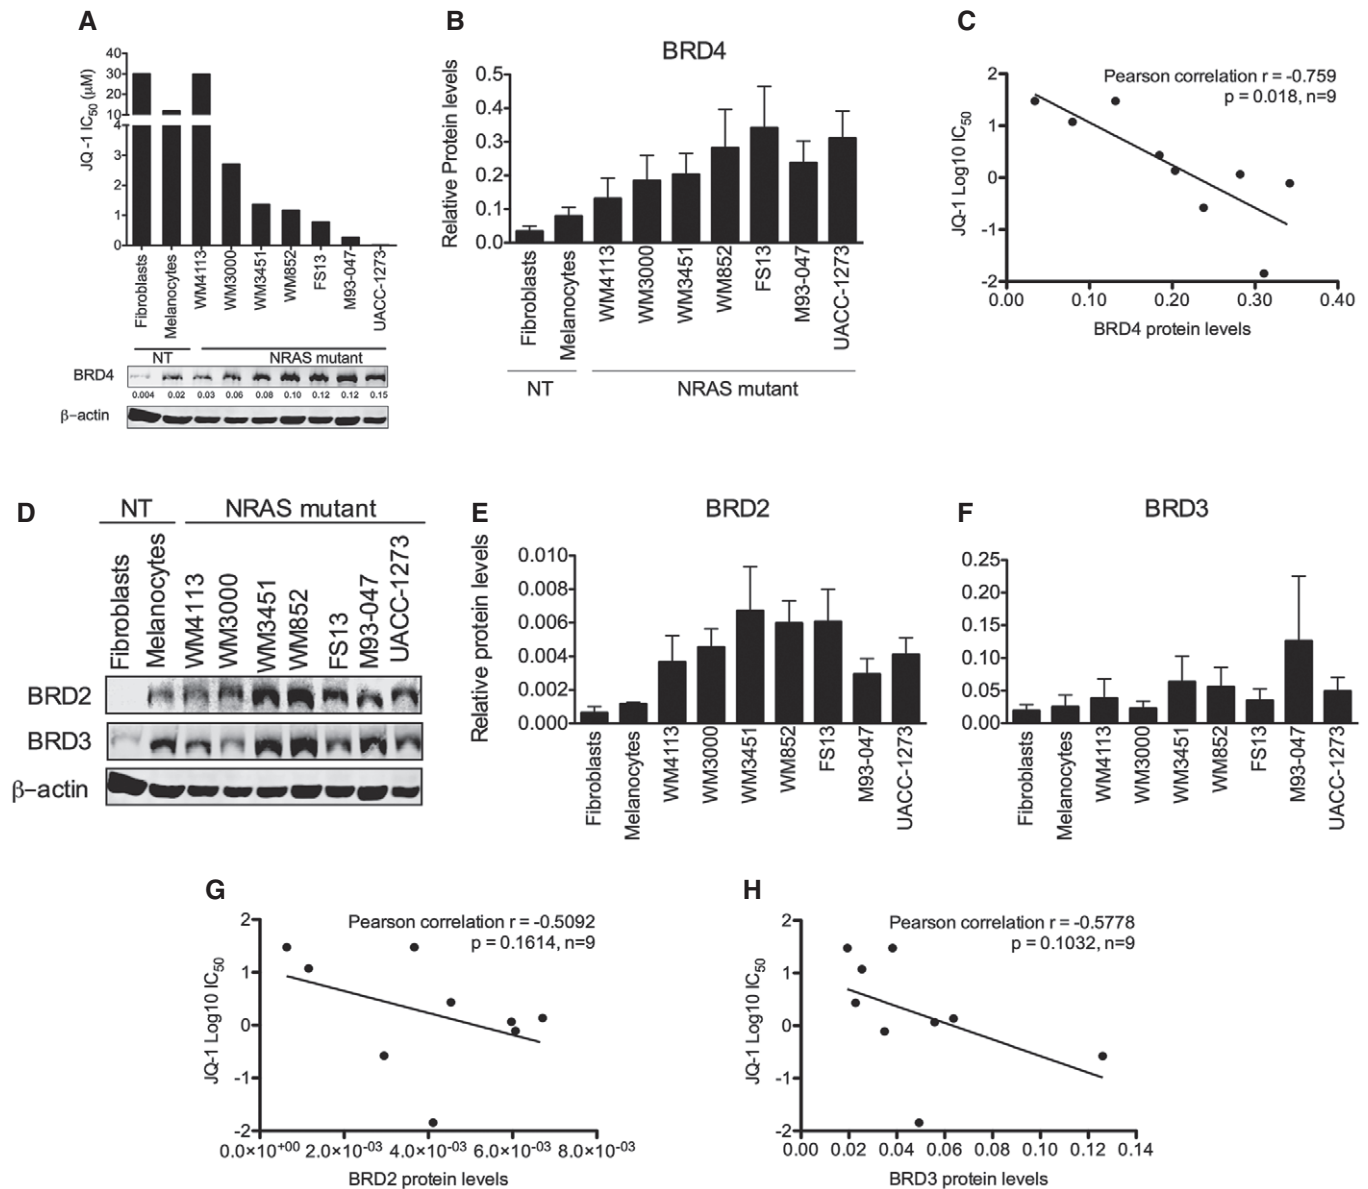 A
JQ -1 IC50 (μM)
40
30
20
10
4
3
2
1
0
Fibroblasts
Melanocytes
WM4113
WM3000
WM3451
WM852
FS13
M93-047
UACC-1273
NT
NRAS mutant
BRD4
0.004 0.02 0.03 0.06 0.08 0.10 0.12 0.12 0.15
β–actin
B
BRD4
Relative Protein levels
0.5
0.4
0.3
0.2
0.1
0.0
Fibroblasts
Melanocytes
WM4113
WM3000
WM3451
WM852
FS13
M93-047
UACC-1273
NT
NRAS mutant
C
Pearson correlation r = -0.759
p = 0.018, n=9
JQ-1 Log10 IC50
2
1
0
-1
-2
0.00 0.10 0.20 0.30 0.40
BRD4 protein levels
D
NT
NRAS mutant
Fibroblasts
Melanocytes
WM4113
WM3000
WM3451
WM852
FS13
M93-047
UACC-1273
BRD2
BRD3
β–actin
E
BRD2
Relative protein levels
0.010
0.008
0.006
0.004
0.002
0.000
Fibroblasts
Melanocytes
WM4113
WM3000
WM3451
WM852
FS13
M93-047
UACC-1273
F
BRD3
0.25
0.20
0.15
0.10
0.05
0.00
Fibroblasts
Melanocytes
WM4113
WM3000
WM3451
WM852
FS13
M93-047
UACC-1273
G
Pearson correlation r = -0.5092
p = 0.1614, n=9
JQ-1 Log10 IC50
2
1
0
-1
-2
0.0×10+00 2.0×10-03 4.0×10-03 6.0×10-03 8.0×10-03
BRD2 protein levels
H
Pearson correlation r = -0.5778
p = 0.1032, n=9
JQ-1 Log10 IC50
2
1
0
-1
-2
0.00 0.02 0.04 0.06 0.08 0.10 0.12 0.14
BRD3 protein levels